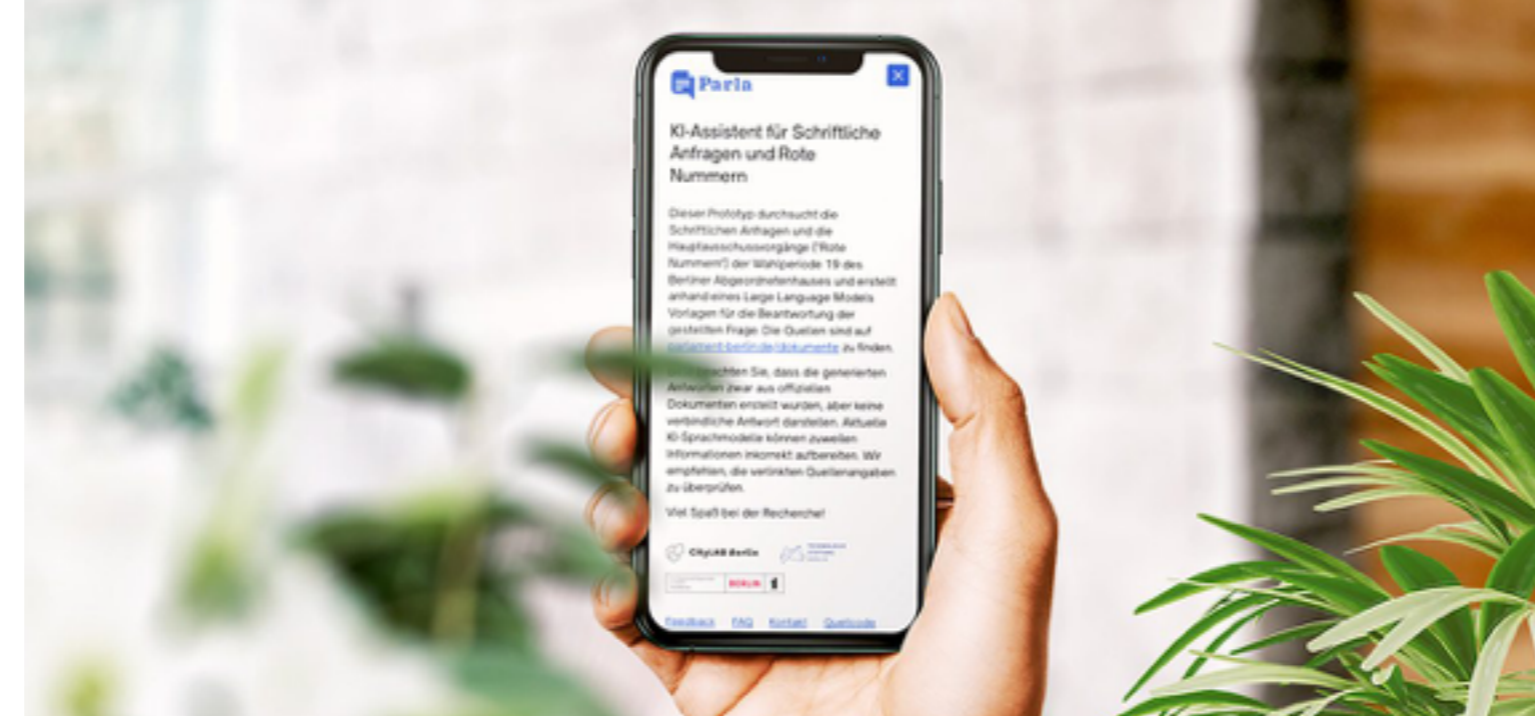 Parla
KI-Assistent für Schriftliche
Anfragen und Rote
Nummern
Dieser Prototyp durchsucht die
Schriftlichen Anfragen und die
Hauptausschussvorgänge ("Rote
Nummern") der Wahlperiode 19 des
Berliner Abgeordnetenhauses und erstellt
anhand eines Large Language Models
Vorlagen für die Beantwortung der
gestellten Frage. Die Quellen sind auf
parlament-berlin.de/dokumente zu finden.
Sie, dass die generierten
Antworten zwar aus offiziellen
Dokumenten erstellt wurden, aber keine
verbindliche Antwort darstellen. Aktuelle
KI-Sprachmodelle können zuweilen
Informationen inkorrekt aufbereiten. Wir
empfehlen, die verlinkten Quellenangaben
zu überprüfen.
Viel Spaß bei der Recherche!
CityLAB Berlin
BERLIN
Feedback FAQ Kontakt Quellcode